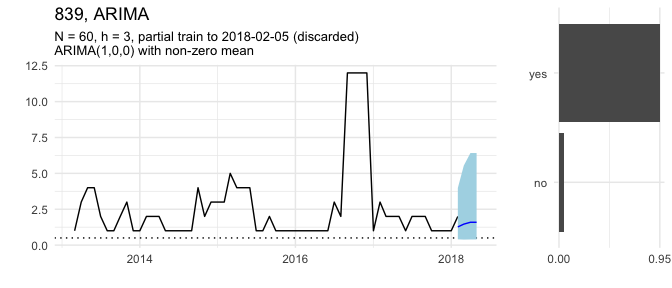 839, ARIMA
N = 60, h = 3, partial train to 2018-02-05 (discarded)
ARIMA(1,0,0) with non-zero mean
12.5
10.0
7.5
5.0
2.5
0.0
2014
2016
2018
yes
no
0.00
0.95